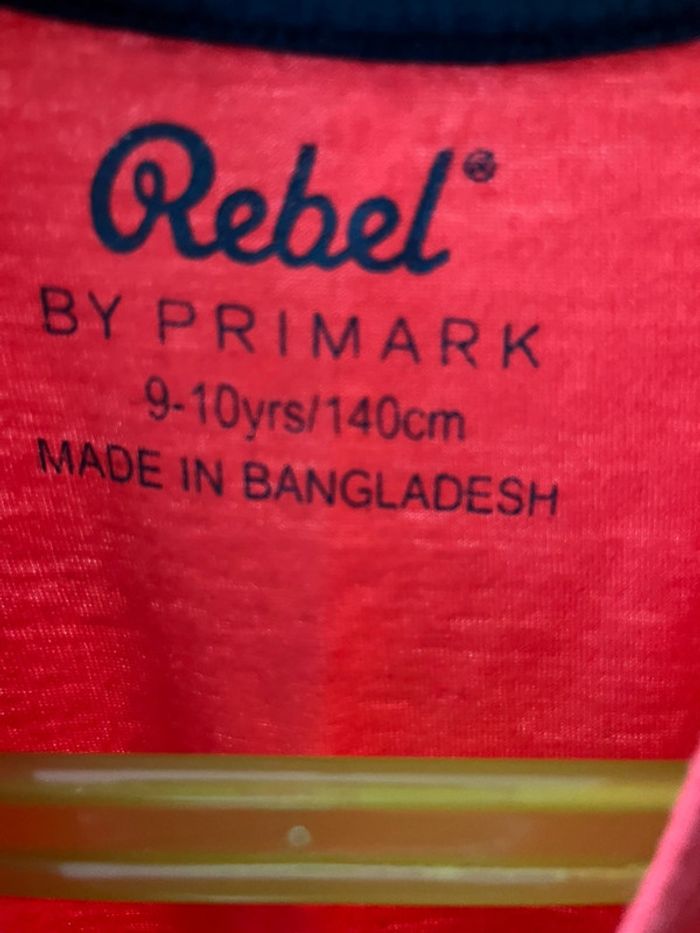 Rebel®
BY PRIMARK
9-10yrs/140cm
MADE IN BANGLADESH